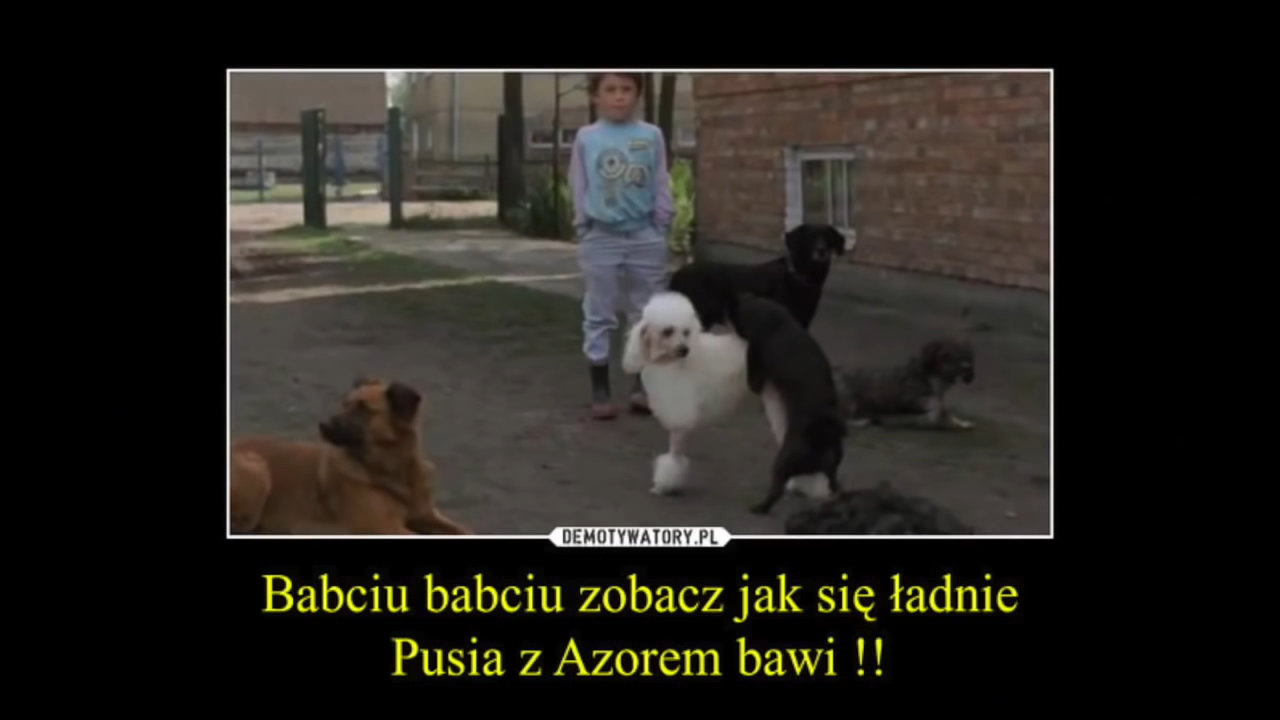 DEMOTYWATORY.PL
Babciu babciu zobacz jak się ładnie
Pusia z Azorem bawi !!